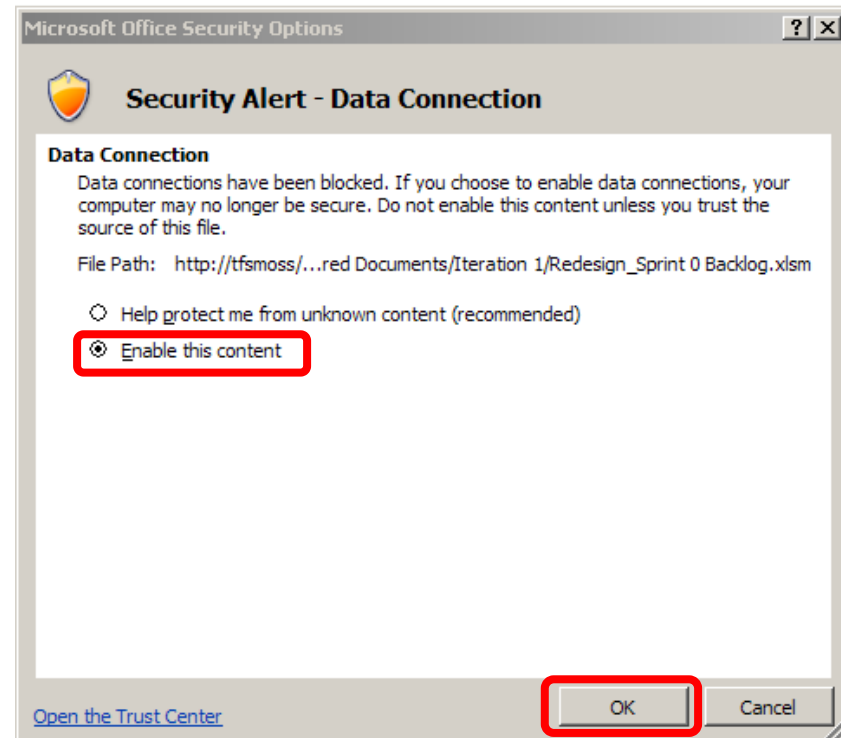 Microsoft Office Security Options
Security Alert - Data Connection
Data Connection
Data connections have been blocked. If you choose to enable data connections, your
computer may no longer be secure. Do not enable this content unless you trust the
source of this file.
File Path: http://tfsmoss/...red Documents/Iteration 1/Redesign_Sprint 0 Backlog.xlsm
Help protect me from unknown content (recommended)
Enable this content
Open the Trust Center
OK
Cancel